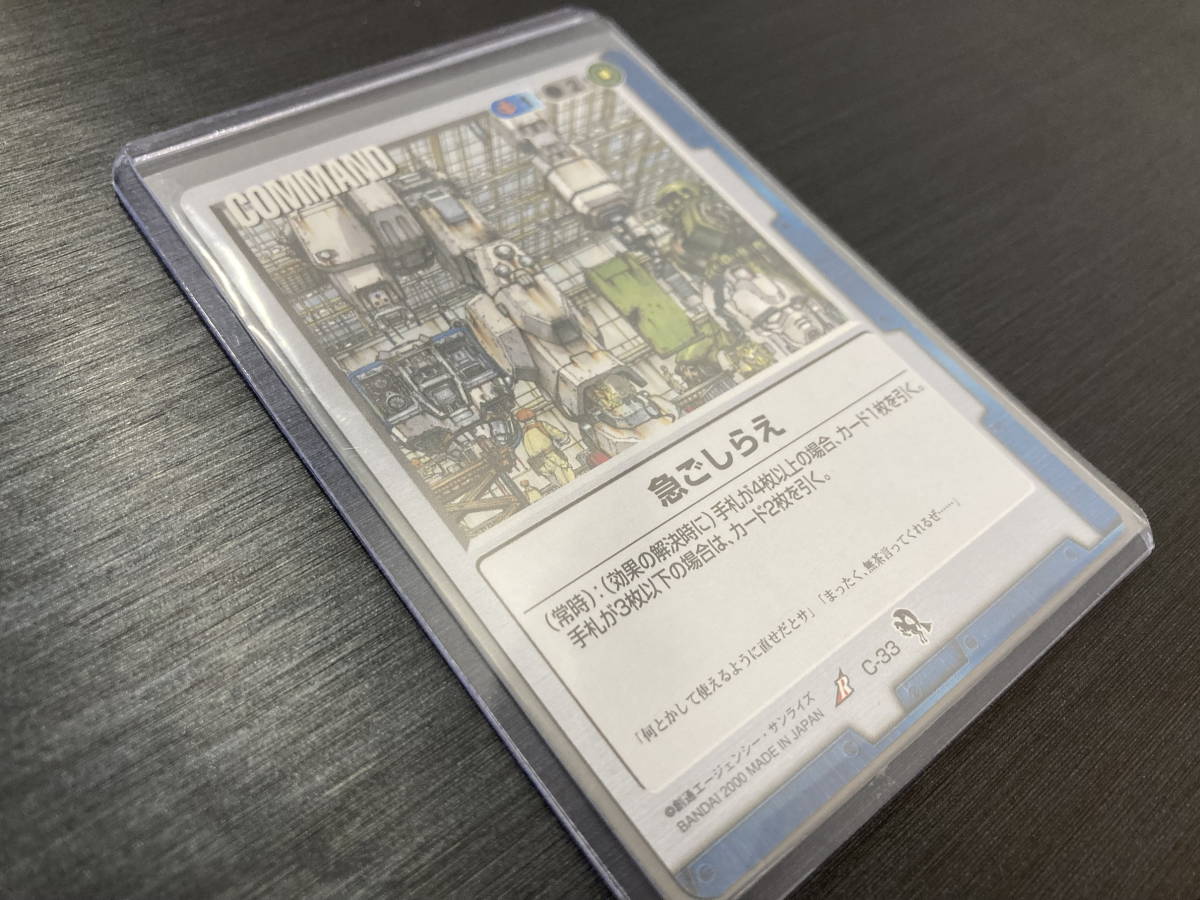 COMMAND
2
急ごしらえ
(常時):(効果の解決時に)手札が4枚以上の場合、カード1枚を引く。
手札が3枚以下の場合は、カード2枚を引く。
「何とかして使えるように直せだとサ」「まったく、無茶言ってくれるぜ……」
©創通エージェンシー・サンライズ
BANDAI 2000 MADE IN JAPAN
R
C-33